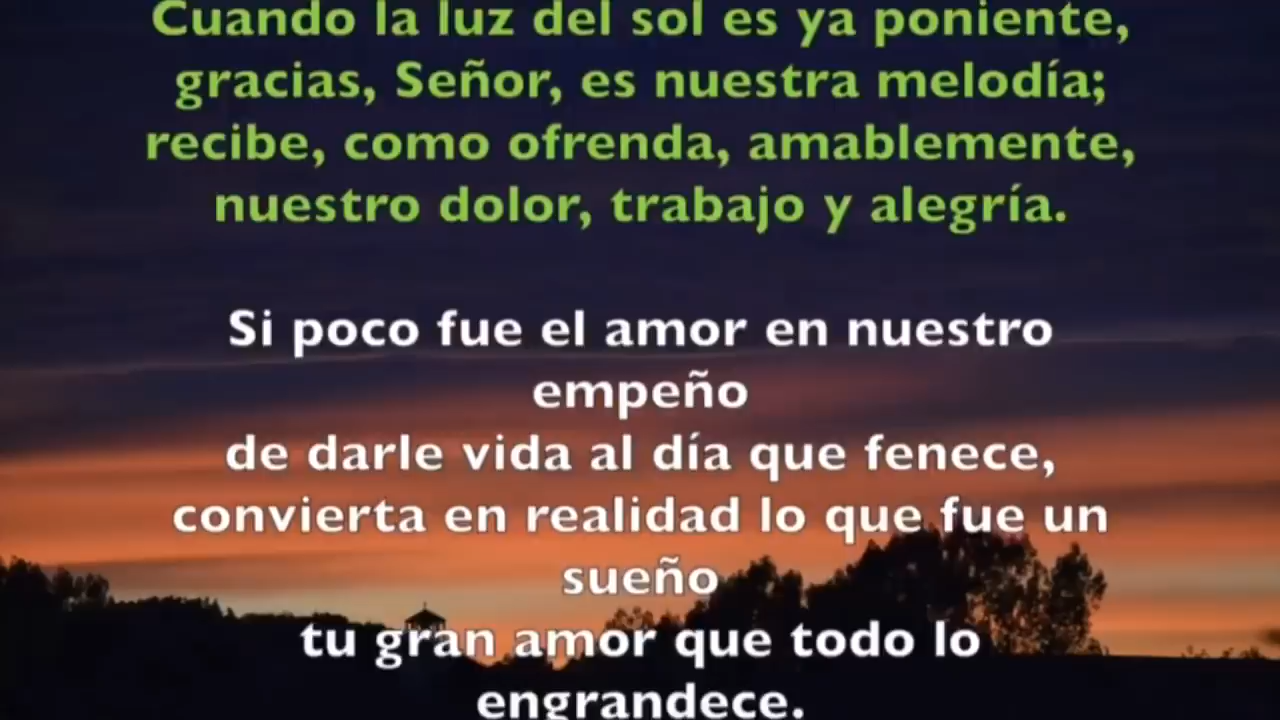 Cuando la luz del sol es ya poniente,
gracias, Señor, es nuestra melodía;
recibe, como ofrenda, amablemente,
nuestro dolor, trabajo y alegría.
Si poco fue el amor en nuestro
empeño
de darle vida al día que fenece,
convierta en realidad lo que fue un
sueño
tu gran amor que todo lo
engrandece.